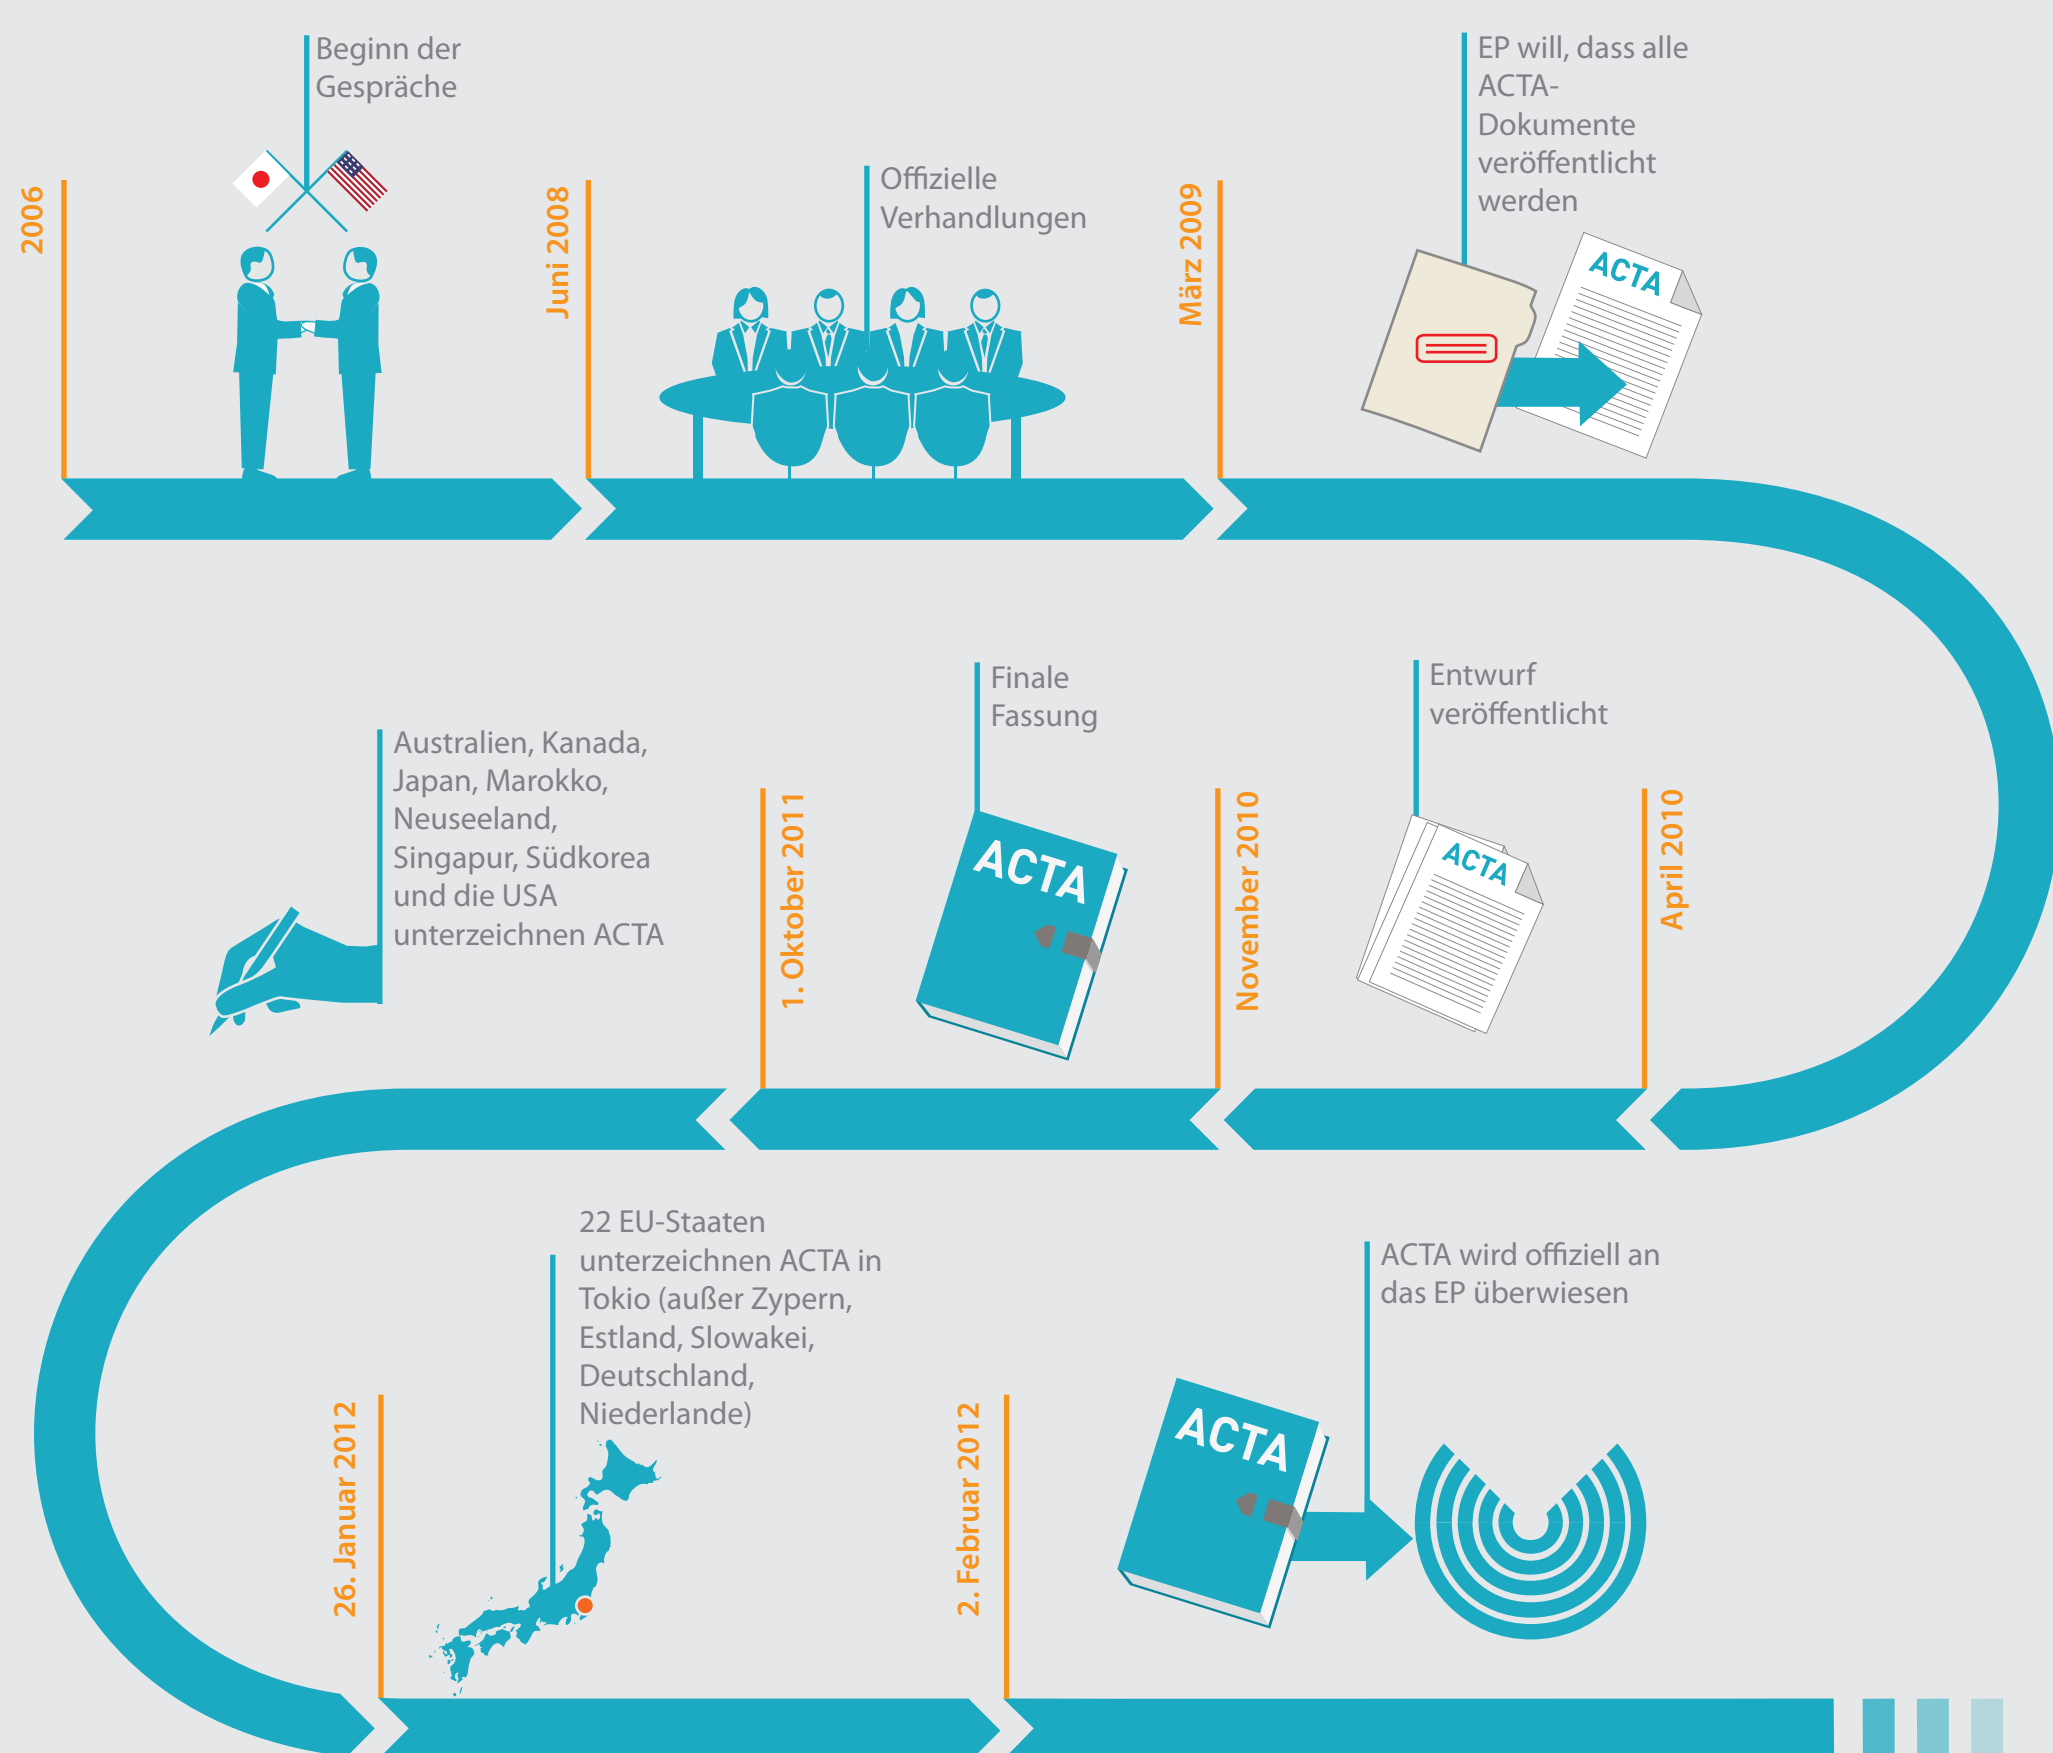 2006
Beginn der
Gespräche
Juni 2008
Offizielle
Verhandlungen
März 2009
EP will, dass alle
ACTA-
Dokumente
veröffentlicht
werden
ACTA
April 2010
Entwurf
veröffentlicht
ACTA
November 2010
Finale
Fassung
ACTA
1. Oktober 2011
Australien, Kanada,
Japan, Marokko,
Neuseeland,
Singapur, Südkorea
und die USA
unterzeichnen ACTA
26. Januar 2012
22 EU-Staaten
unterzeichnen ACTA in
Tokio (außer Zypern,
Estland, Slowakei,
Deutschland,
Niederlande)
2. Februar 2012
ACTA wird offiziell an
das EP überwiesen
ACTA